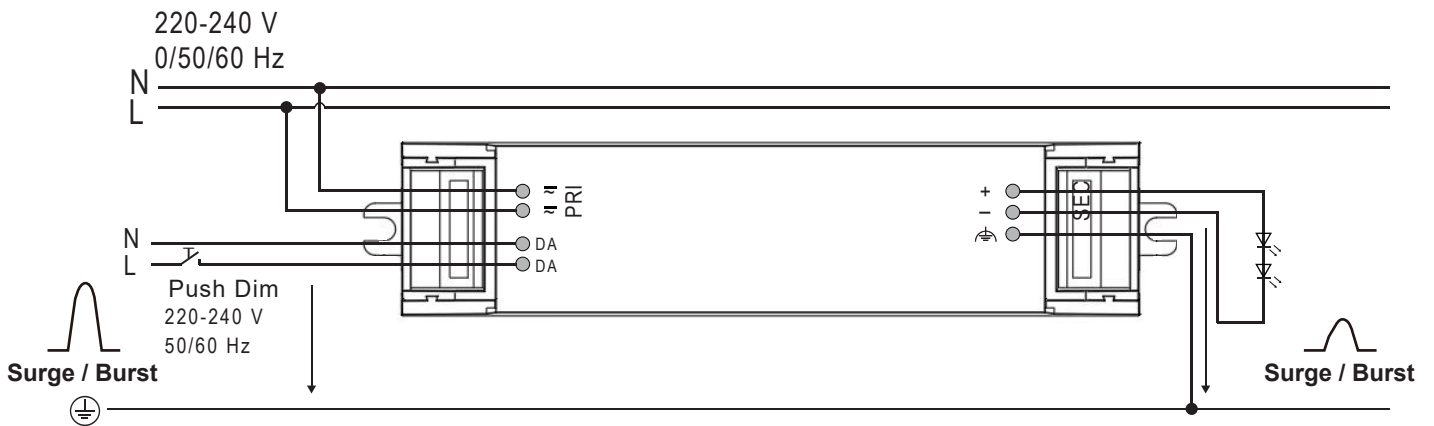 220-240 V
0/50/60 Hz
N
L
PRI
+
SEC
−
N
DA
L
DA
Push Dim
220-240 V
50/60 Hz
Surge / Burst
Surge / Burst